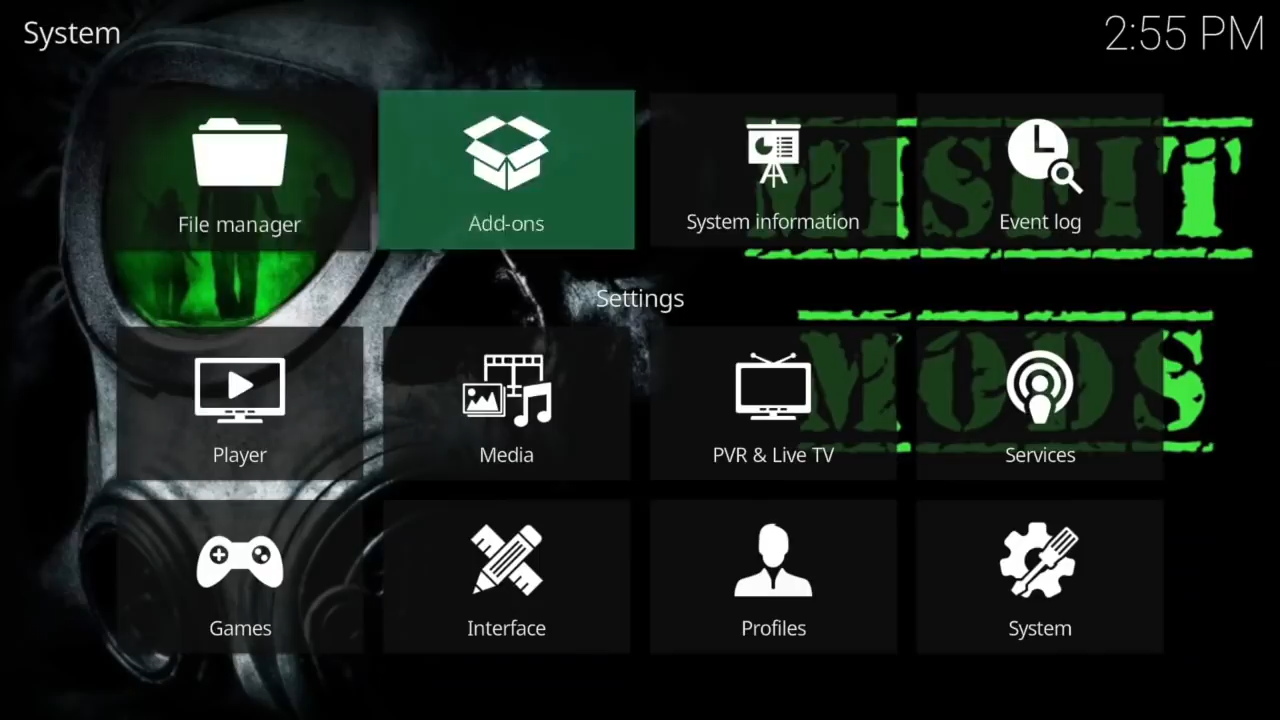 System
2:55 PM
File manager
Add-ons
System information
Event log
MISFIT
Settings
MODS
Player
Media
PVR & Live TV
Services
Games
Interface
Profiles
System